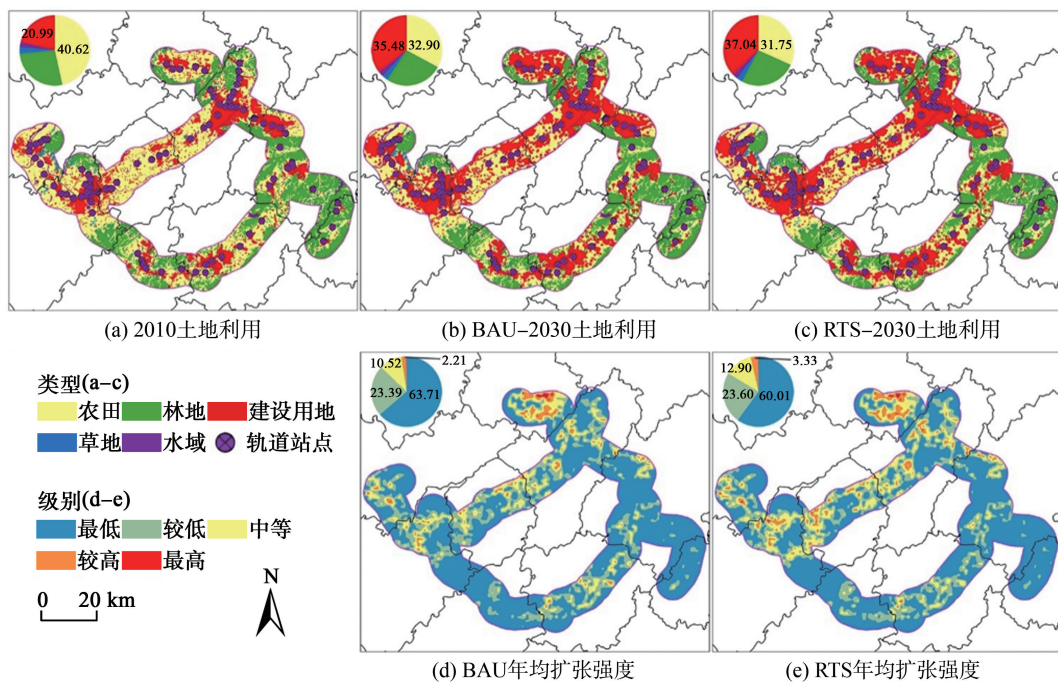 20.99
40.62
35.48
32.90
37.04
31.75
(a) 2010土地利用
(b) BAU–2030土地利用
(c) RTS–2030土地利用
类型(a–c)
农田 林地 建设用地
草地 水域 轨道站点
级别(d–e)
最低 较低 中等
较高 最高
0 20 km
N
10.52
2.21
23.39
63.71
12.90
3.33
23.60
60.01
(d) BAU年均扩张强度
(e) RTS年均扩张强度